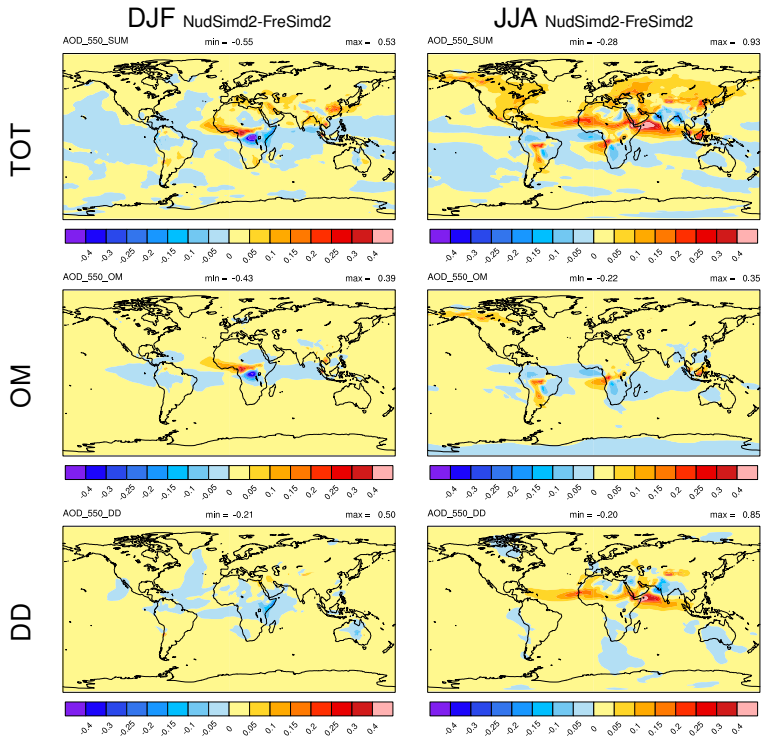 DJF NudSimd2-FreSimd2
JJA NudSimd2-FreSimd2
AOD_550_SUM min = -0.55 max = 0.53
AOD_550_SUM min = -0.28 max = 0.93
TOT
-0.4 -0.3 -0.25 -0.2 -0.15 -0.1 -0.05 0 0.05 0.1 0.15 0.2 0.25 0.3 0.4
-0.4 -0.3 -0.25 -0.2 -0.15 -0.1 -0.05 0 0.05 0.1 0.15 0.2 0.25 0.3 0.4
AOD_550_OM min = -0.43 max = 0.39
AOD_550_OM min = -0.22 max = 0.35
OM
-0.4 -0.3 -0.25 -0.2 -0.15 -0.1 -0.05 0 0.05 0.1 0.15 0.2 0.25 0.3 0.4
-0.4 -0.3 -0.25 -0.2 -0.15 -0.1 -0.05 0 0.05 0.1 0.15 0.2 0.25 0.3 0.4
AOD_550_DD min = -0.21 max = 0.50
AOD_550_DD min = -0.20 max = 0.85
DD
-0.4 -0.3 -0.25 -0.2 -0.15 -0.1 -0.05 0 0.05 0.1 0.15 0.2 0.25 0.3 0.4
-0.4 -0.3 -0.25 -0.2 -0.15 -0.1 -0.05 0 0.05 0.1 0.15 0.2 0.25 0.3 0.4